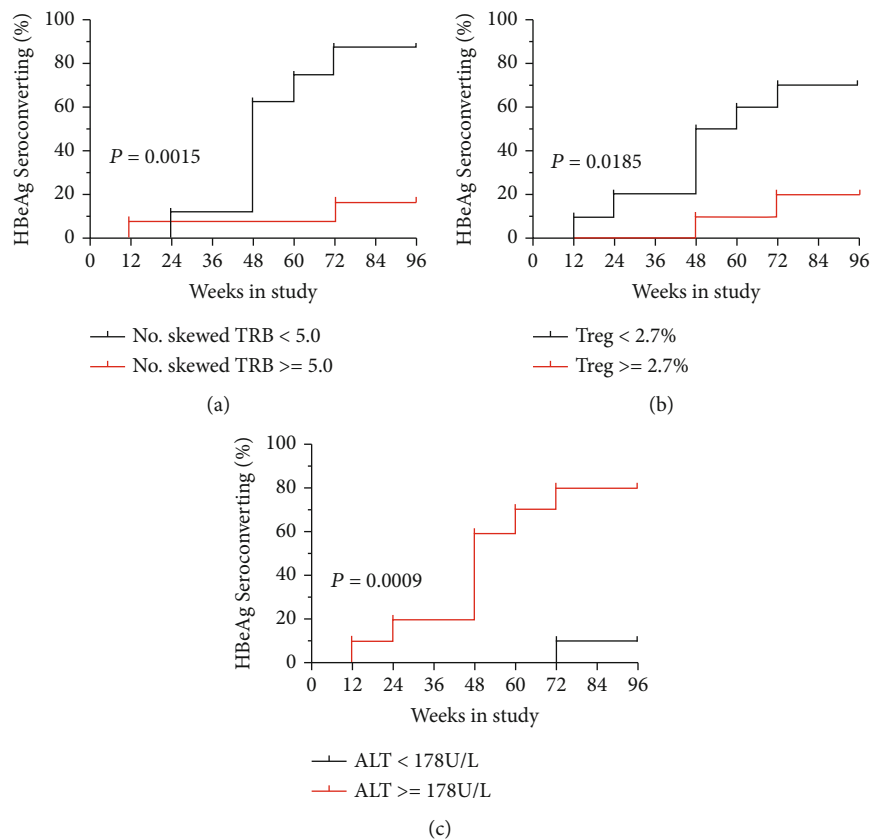 HBeAg Seroconverting (%)
100
80
60
40
20
0
P = 0.0015
0 12 24 36 48 60 72 84 96
Weeks in study
No. skewed TRB < 5.0
No. skewed TRB >= 5.0
(a)
HBeAg Seroconverting (%)
100
80
60
40
20
0
P = 0.0185
0 12 24 36 48 60 72 84 96
Weeks in study
Treg < 2.7%
Treg >= 2.7%
(b)
HBeAg Seroconverting (%)
100
80
60
40
20
0
P = 0.0009
0 12 24 36 48 60 72 84 96
Weeks in study
ALT < 178U/L
ALT >= 178U/L
(c)